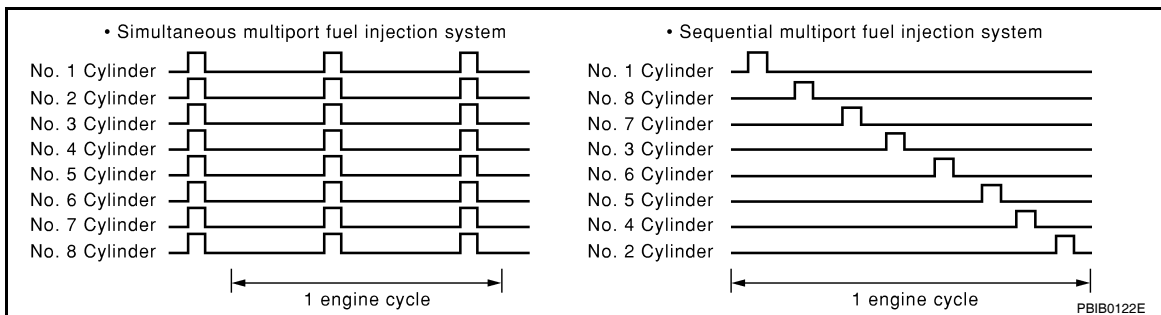 • Simultaneous multiport fuel injection system
No. 1 Cylinder
No. 2 Cylinder
No. 3 Cylinder
No. 4 Cylinder
No. 5 Cylinder
No. 6 Cylinder
No. 7 Cylinder
No. 8 Cylinder
1 engine cycle
• Sequential multiport fuel injection system
No. 1 Cylinder
No. 8 Cylinder
No. 7 Cylinder
No. 3 Cylinder
No. 6 Cylinder
No. 5 Cylinder
No. 4 Cylinder
No. 2 Cylinder
1 engine cycle
PBIB0122E